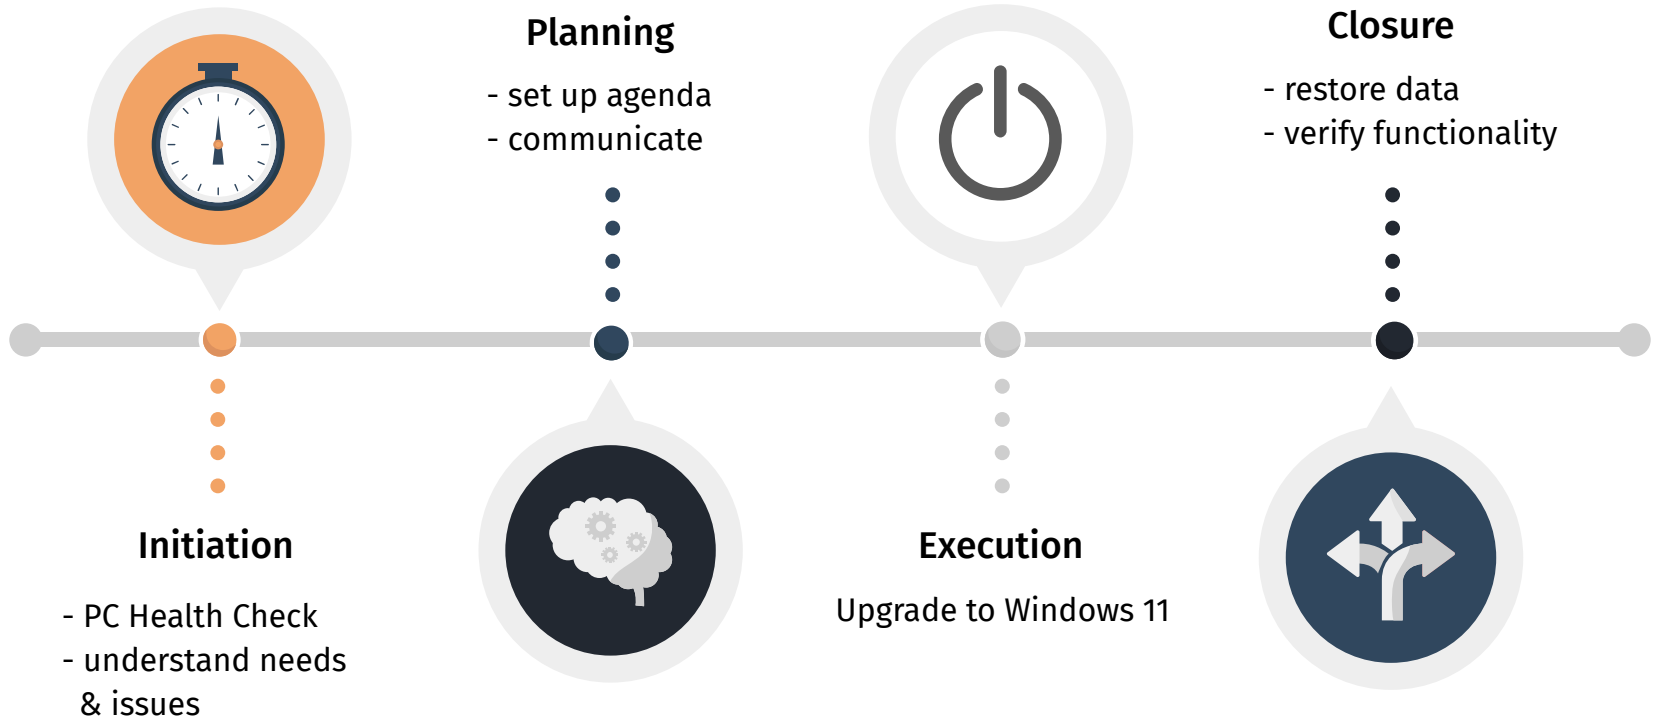 Initiation
- PC Health Check
- understand needs
& issues
Planning
- set up agenda
- communicate
Execution
Upgrade to Windows 11
Closure
- restore data
- verify functionality